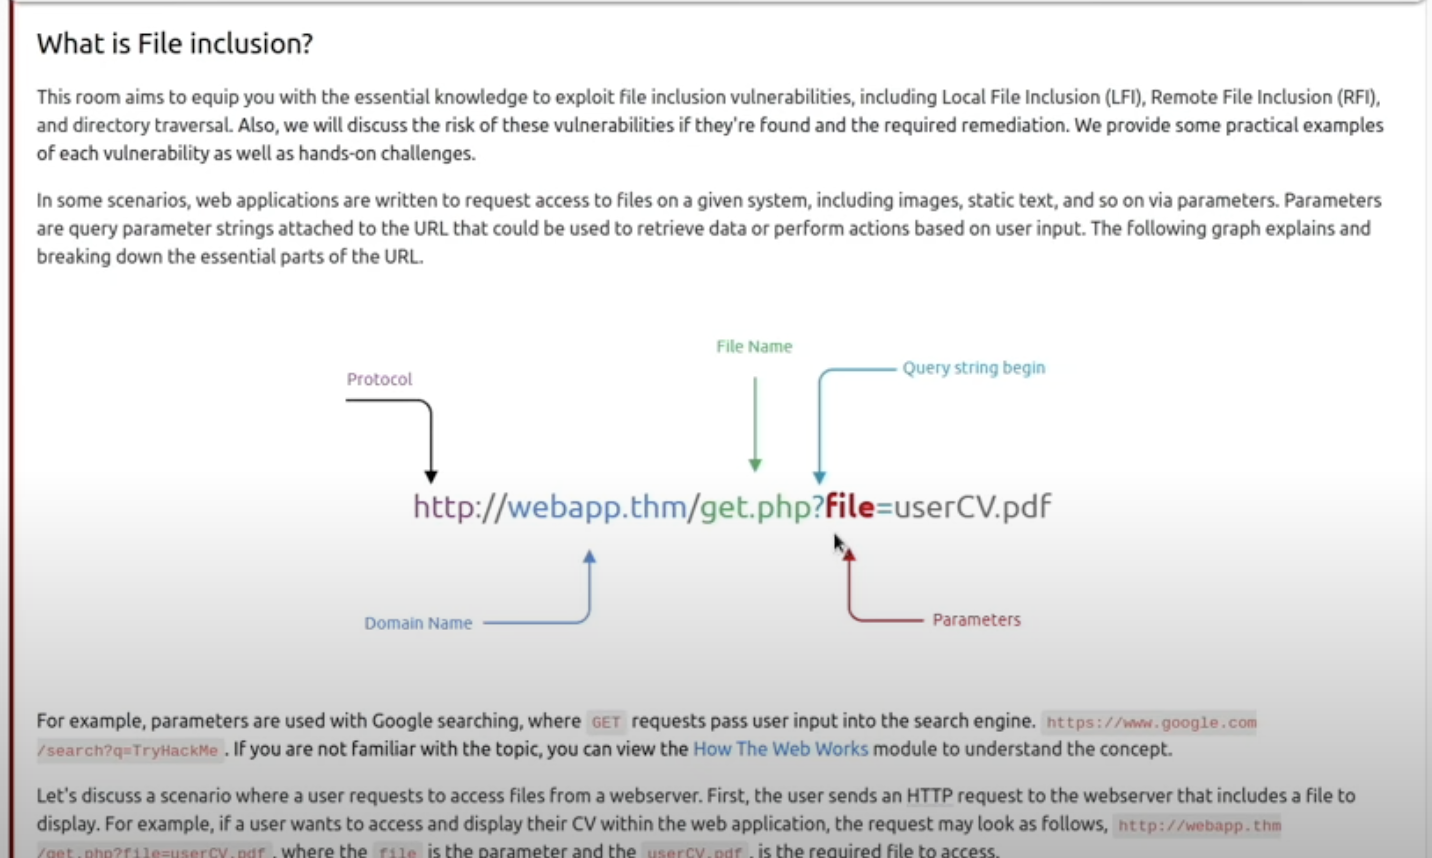 What is File inclusion?
This room aims to equip you with the essential knowledge to exploit file inclusion vulnerabilities, including Local File Inclusion (LFI), Remote File Inclusion (RFI),
and directory traversal. Also, we will discuss the risk of these vulnerabilities if they're found and the required remediation. We provide some practical examples
of each vulnerability as well as hands-on challenges.
In some scenarios, web applications are written to request access to files on a given system, including images, static text, and so on via parameters. Parameters
are query parameter strings attached to the URL that could be used to retrieve data or perform actions based on user input. The following graph explains and
breaking down the essential parts of the URL.
File Name
Query string begin
Protocol
http://webapp.thm/get.php?file=userCV.pdf
Domain Name
Parameters
For example, parameters are used with Google searching, where GET requests pass user input into the search engine. https://www.google.com
/search?q=TryHackMe . If you are not familiar with the topic, you can view the How The Web Works module to understand the concept.
Let's discuss a scenario where a user requests to access files from a webserver. First, the user sends an HTTP request to the webserver that includes a file to
display. For example, if a user wants to access and display their CV within the web application, the request may look as follows, http://webapp.thm
/get.php?file=userCV.pdf , where the file is the parameter and the userCV.pdf , is the required file to access.